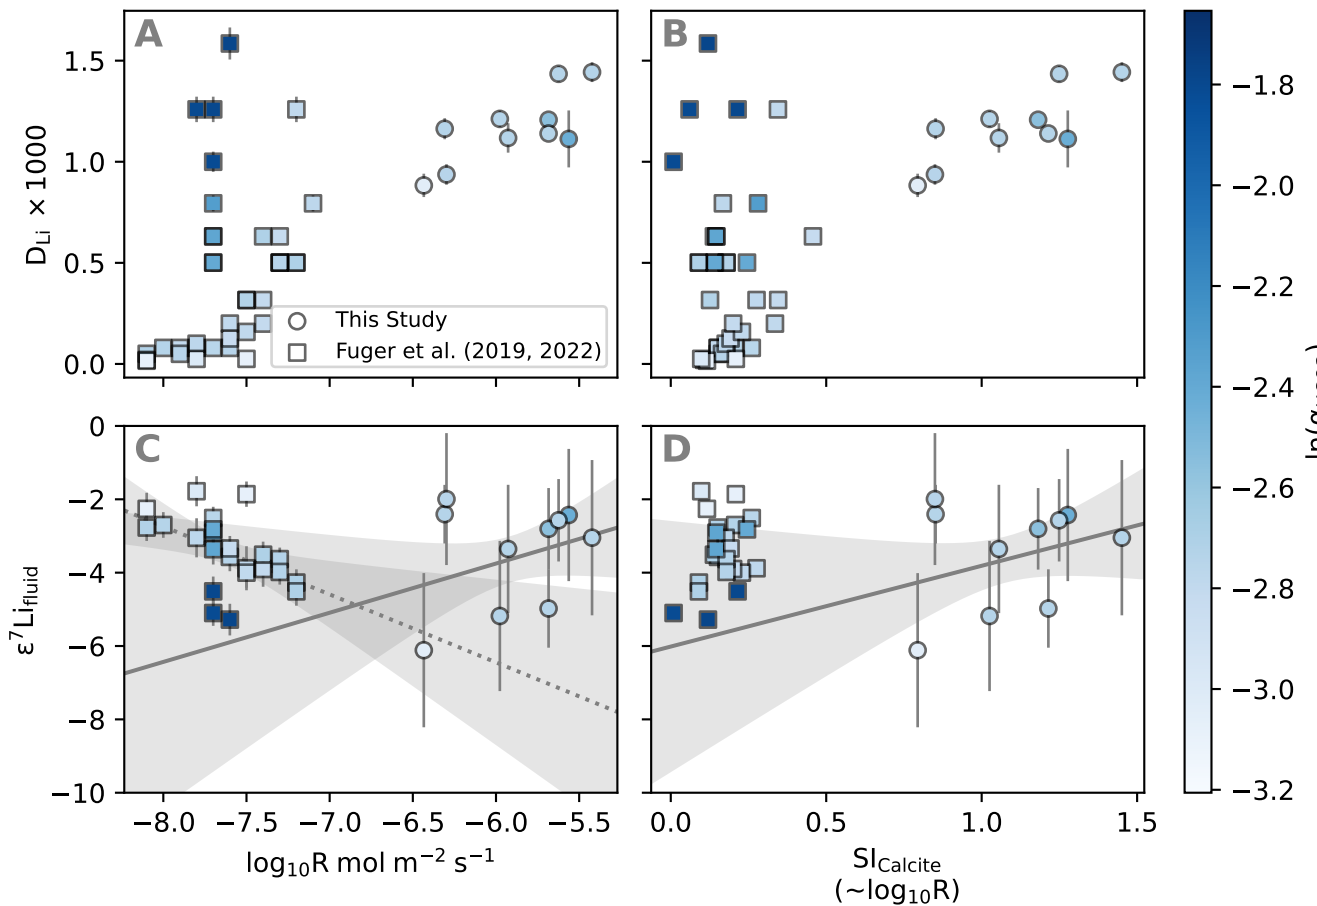 A
B
1.5
1.0
0.5
0.0
D_Li ×1000
This Study
Fuger et al. (2019, 2022)
C
D
0
−2
−4
−6
−8
−10
ε⁷Li_fluid
−8.0 −7.5 −7.0 −6.5 −6.0 −5.5
log₁₀R mol m⁻² s⁻¹
0.0 0.5 1.0 1.5
SI_Calcite
(~log₁₀R)
−1.8
−2.0
−2.2
−2.4
−2.6
−2.8
−3.0
−3.2